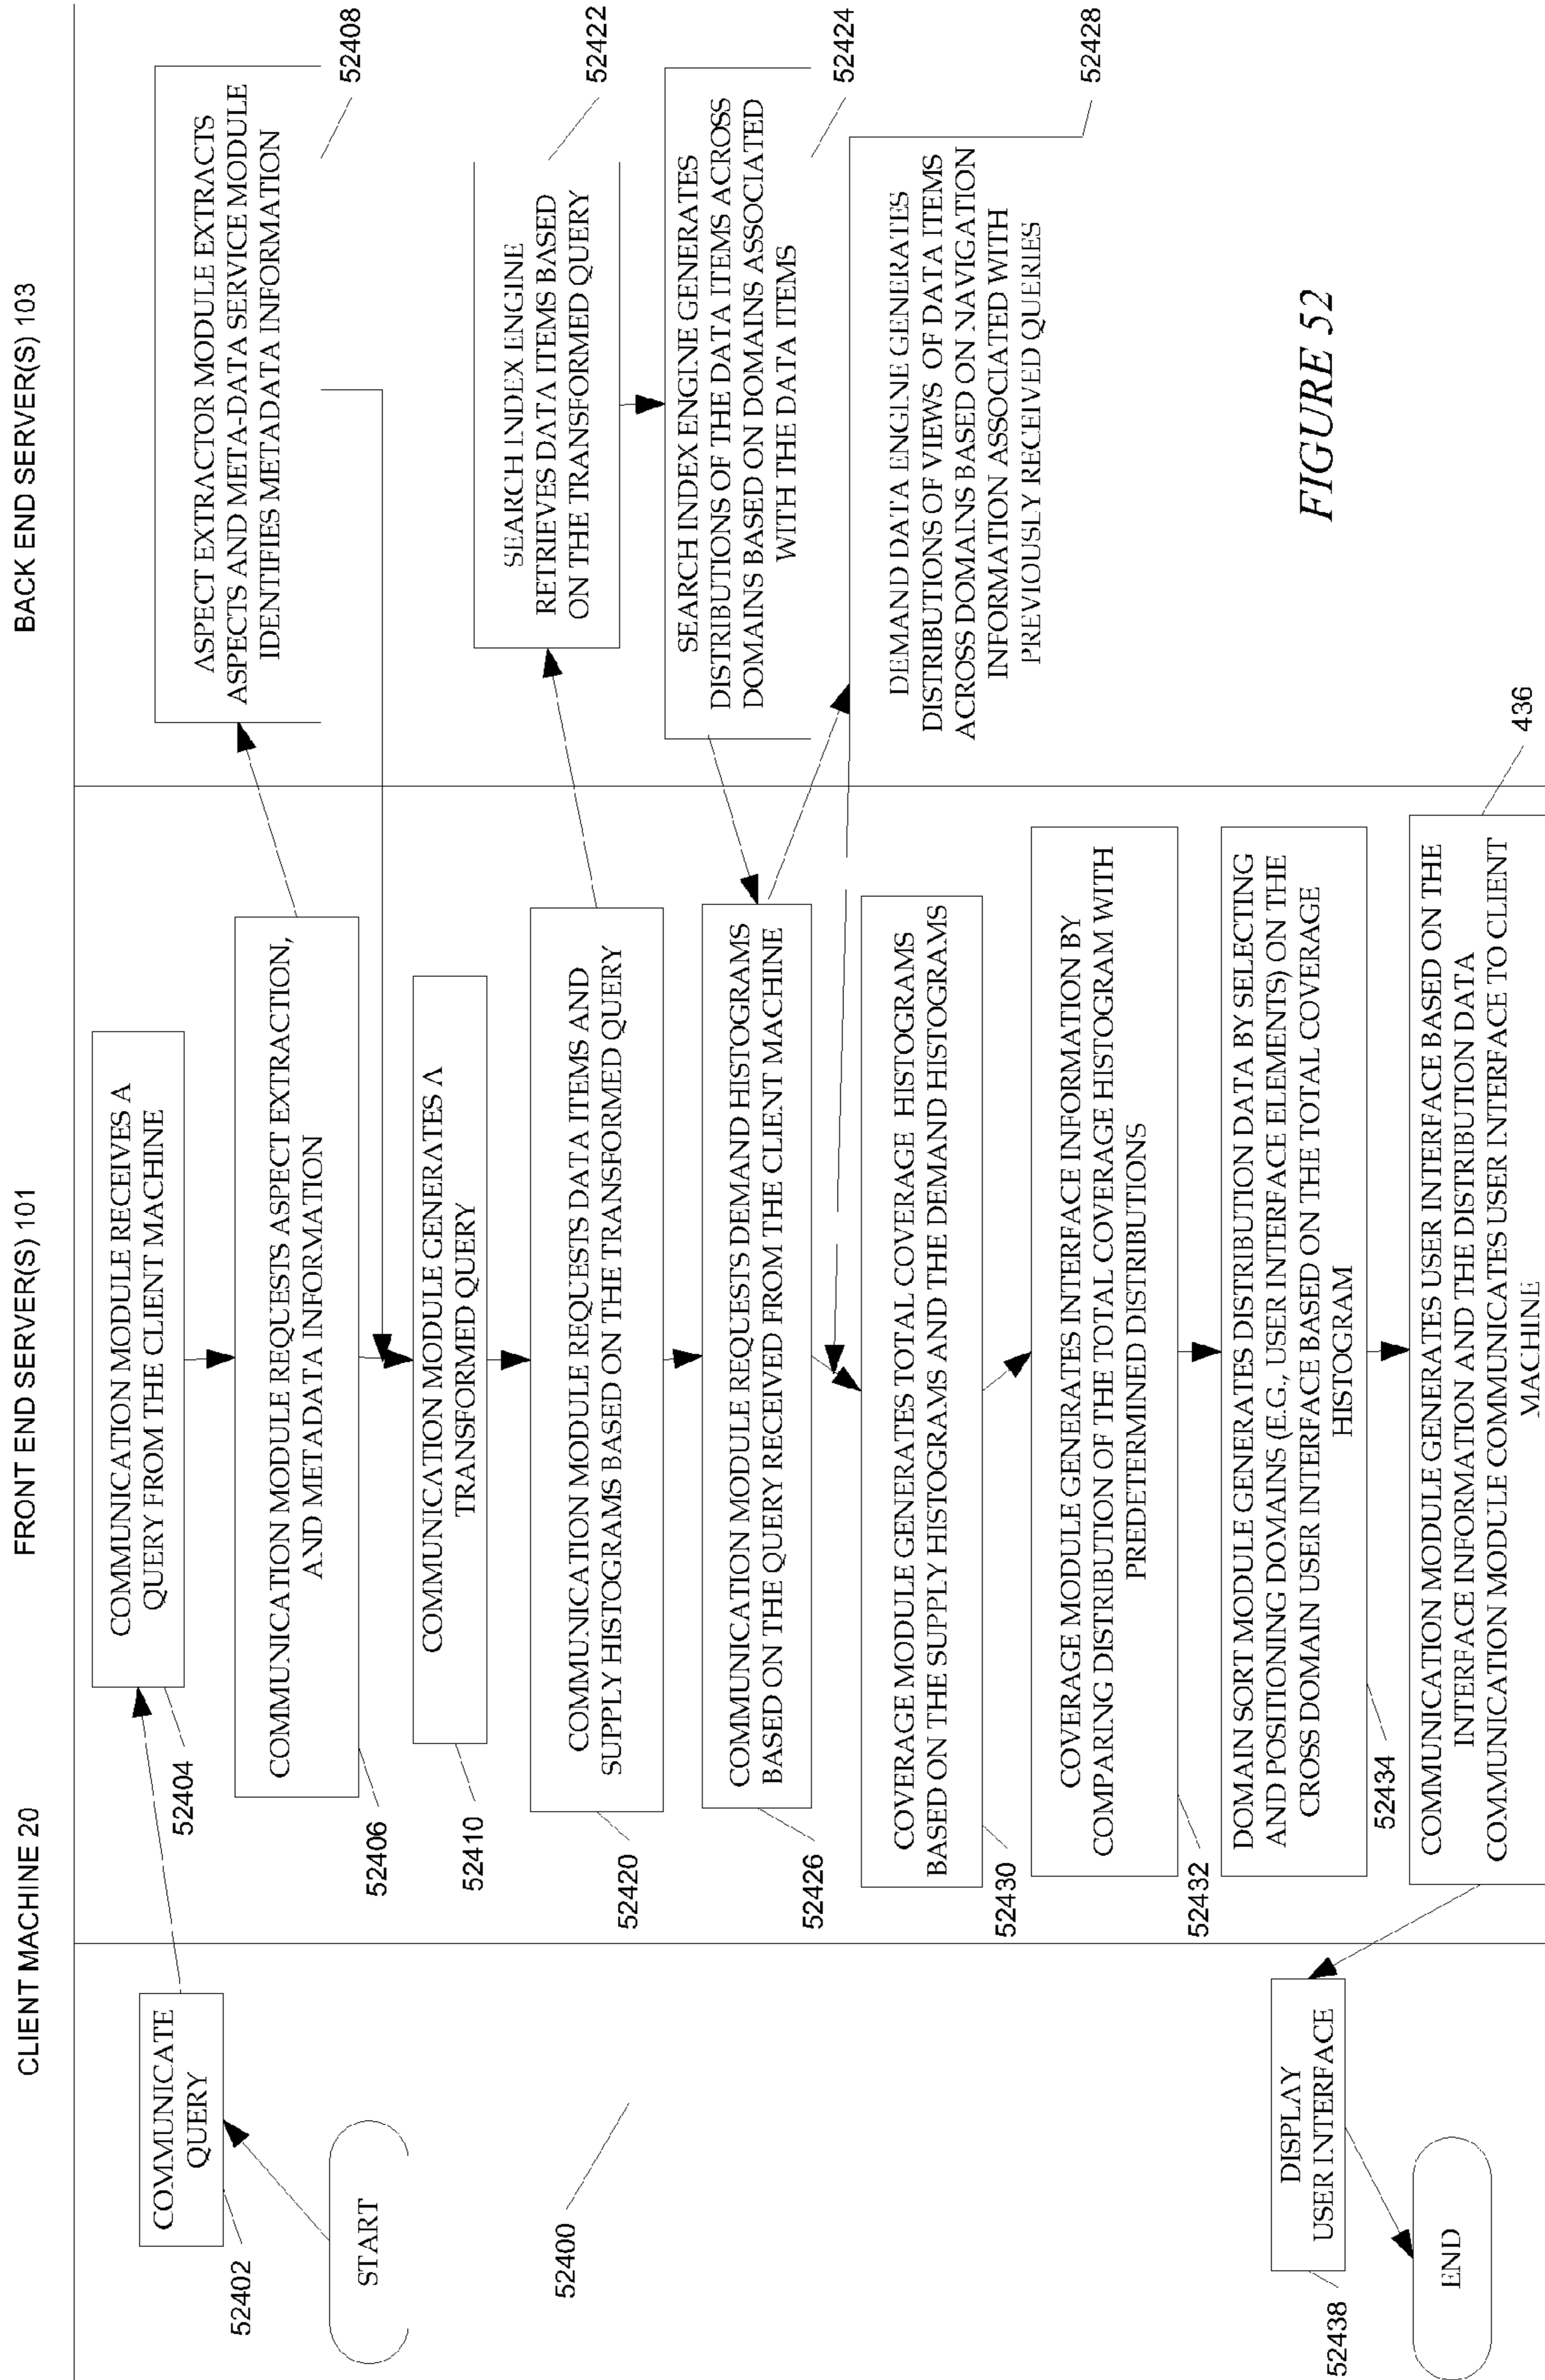 CLIENT MACHINE 20
FRONT END SERVER(S) 101
BACK END SERVER(S) 103
COMMUNICATE
QUERY
52402
START
52400
DISPLAY
USER INTERFACE
52438
END
COMMUNICATION MODULE RECEIVES A
QUERY FROM THE CLIENT MACHINE
52404
COMMUNICATION MODULE REQUESTS ASPECT EXTRACTION,
AND METADATA INFORMATION
52406
COMMUNICATION MODULE GENERATES A
TRANSFORMED QUERY
52410
COMMUNICATION MODULE REQUESTS DATA ITEMS AND
SUPPLY HISTOGRAMS BASED ON THE TRANSFORMED QUERY
52420
COMMUNICATION MODULE REQUESTS DEMAND HISTOGRAMS
BASED ON THE QUERY RECEIVED FROM THE CLIENT MACHINE
52426
COVERAGE MODULE GENERATES TOTAL COVERAGE HISTOGRAMS
BASED ON THE SUPPLY HISTOGRAMS AND THE DEMAND HISTOGRAMS
52430
COVERAGE MODULE GENERATES INTERFACE INFORMATION BY
COMPARING DISTRIBUTION OF THE TOTAL COVERAGE HISTOGRAM WITH
PREDETERMINED DISTRIBUTIONS
52432
DOMAIN SORT MODULE GENERATES DISTRIBUTION DATA BY SELECTING
AND POSITIONING DOMAINS (E.G., USER INTERFACE ELEMENTS) ON THE
CROSS DOMAIN USER INTERFACE BASED ON THE TOTAL COVERAGE
HISTOGRAM
52434
COMMUNICATION MODULE GENERATES USER INTERFACE BASED ON THE
INTERFACE INFORMATION AND THE DISTRIBUTION DATA
COMMUNICATION MODULE COMMUNICATES USER INTERFACE TO CLIENT
MACHINE
436
ASPECT EXTRACTOR MODULE EXTRACTS
ASPECTS AND META-DATA SERVICE MODULE
IDENTIFIES METADATA INFORMATION
52408
SEARCH INDEX ENGINE
RETRIEVES DATA ITEMS BASED
ON THE TRANSFORMED QUERY
52422
SEARCH INDEX ENGINE GENERATES
DISTRIBUTIONS OF THE DATA ITEMS ACROSS
DOMAINS BASED ON DOMAINS ASSOCIATED
WITH THE DATA ITEMS
52424
DEMAND DATA ENGINE GENERATES
DISTRIBUTIONS OF VIEWS OF DATA ITEMS
ACROSS DOMAINS BASED ON NAVIGATION
INFORMATION ASSOCIATED WITH
PREVIOUSLY RECEIVED QUERIES
52428
FIGURE 52